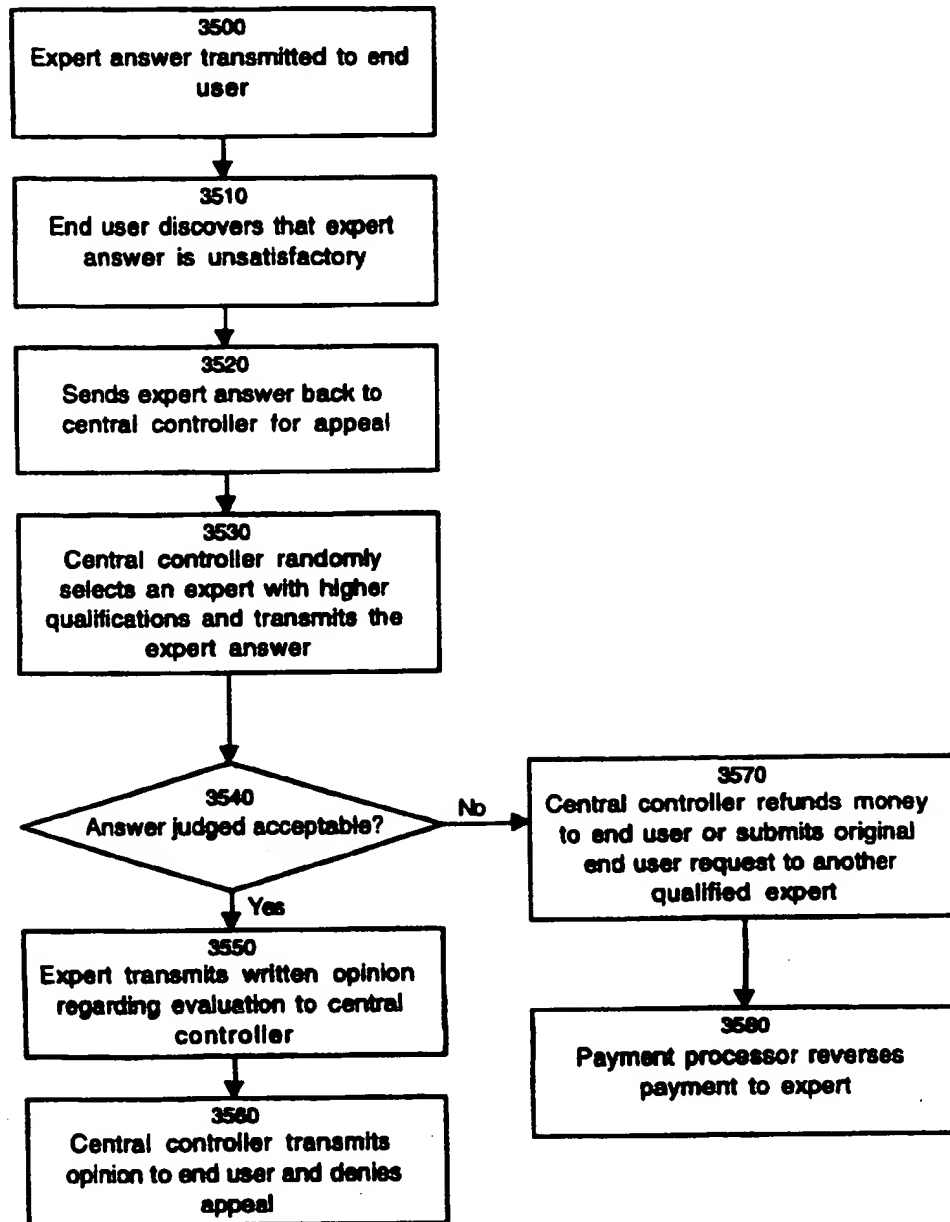 3500
Expert answer transmitted to end
user
3510
End user discovers that expert
answer is unsatisfactory
3520
Sends expert answer back to
central controller for appeal
3530
Central controller randomly
selects an expert with higher
qualifications and transmits the
expert answer
3540
Answer judged acceptable?
No
Yes
3550
Expert transmits written opinion
regarding evaluation to central
controller
3560
Central controller transmits
opinion to end user and denies
appeal
3570
Central controller refunds money
to end user or submits original
end user request to another
qualified expert
3580
Payment processor reverses
payment to expert